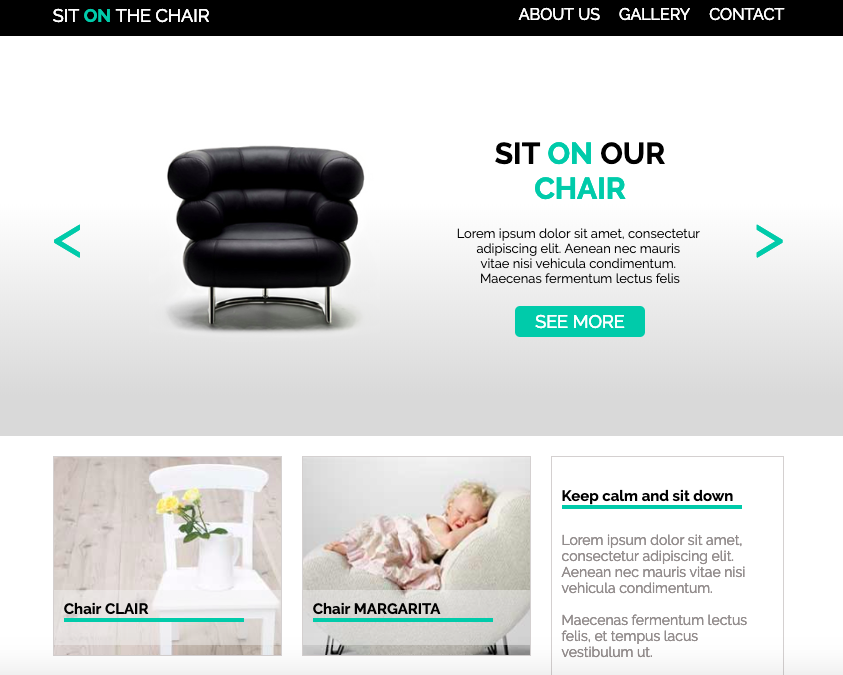 SIT ON THE CHAIR
ABOUT US GALLERY CONTACT
SIT ON OUR
CHAIR
<
>
Lorem ipsum dolor sit amet, consectetur
adipiscing elit. Aenean nec mauris
vitae nisi vehicula condimentum.
Maecenas fermentum lectus felis
SEE MORE
Chair CLAIR
Chair MARGARITA
Keep calm and sit down
Lorem ipsum dolor sit amet,
consectetur adipiscing elit.
Aenean nec mauris vitae nisi
vehicula condimentum.
Maecenas fermentum lectus
felis, et tempus lacus
vestibulum ut.